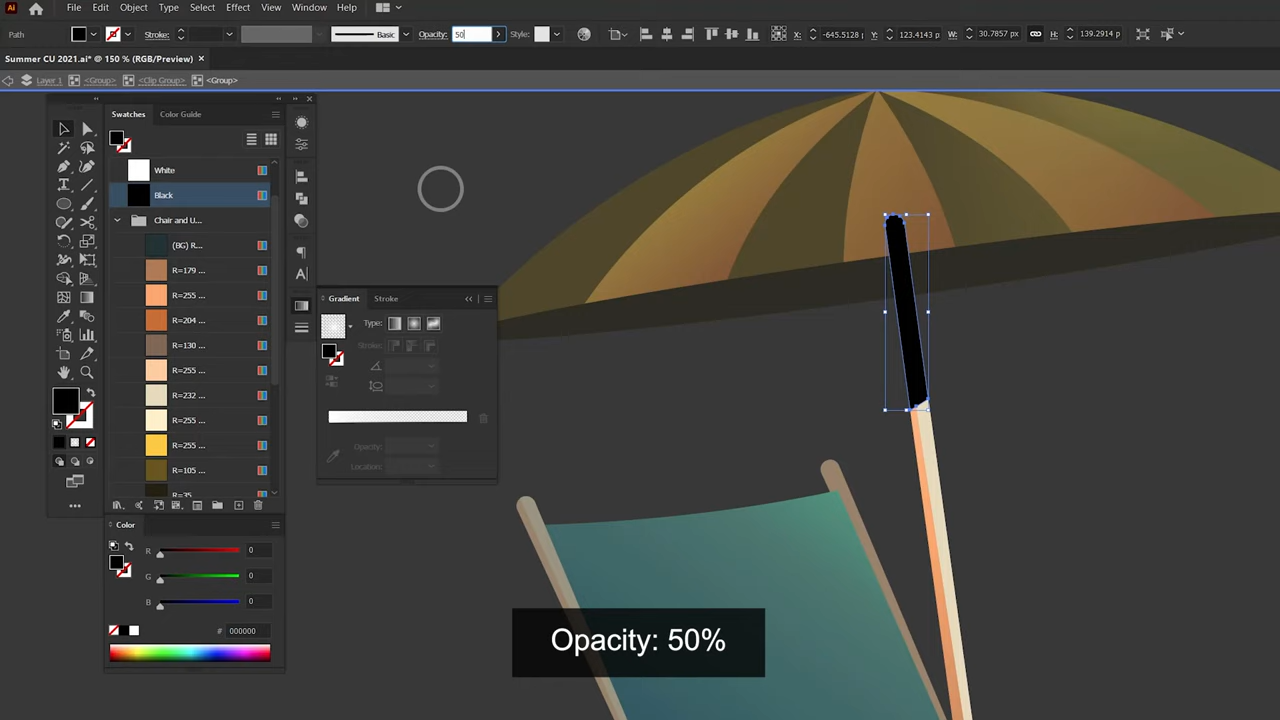 Ai File Edit Object Type Select Effect View Window Help
Path Stroke: Basic Opacity: 50 Style: X: -645.5128 p Y: 123.4143 p W: 30.7857 px H: 139.2914 p
Summer CU 2021.ai* @ 150 % (RGB/Preview) ×
Layer 1 <Group> <Clip Group> <Group>
Swatches Color Guide
White
Black
Chair and U...
(BG) R...
R=179 ...
R=255 ...
R=204 ...
R=130 ...
R=255 ...
R=232 ...
R=255 ...
R=255 ...
R=105 ...
R=35
Gradient Stroke
Type:
Stroke:
Opacity:
Location:
Color
R 0
G 0
B 0
# 000000
Opacity: 50%